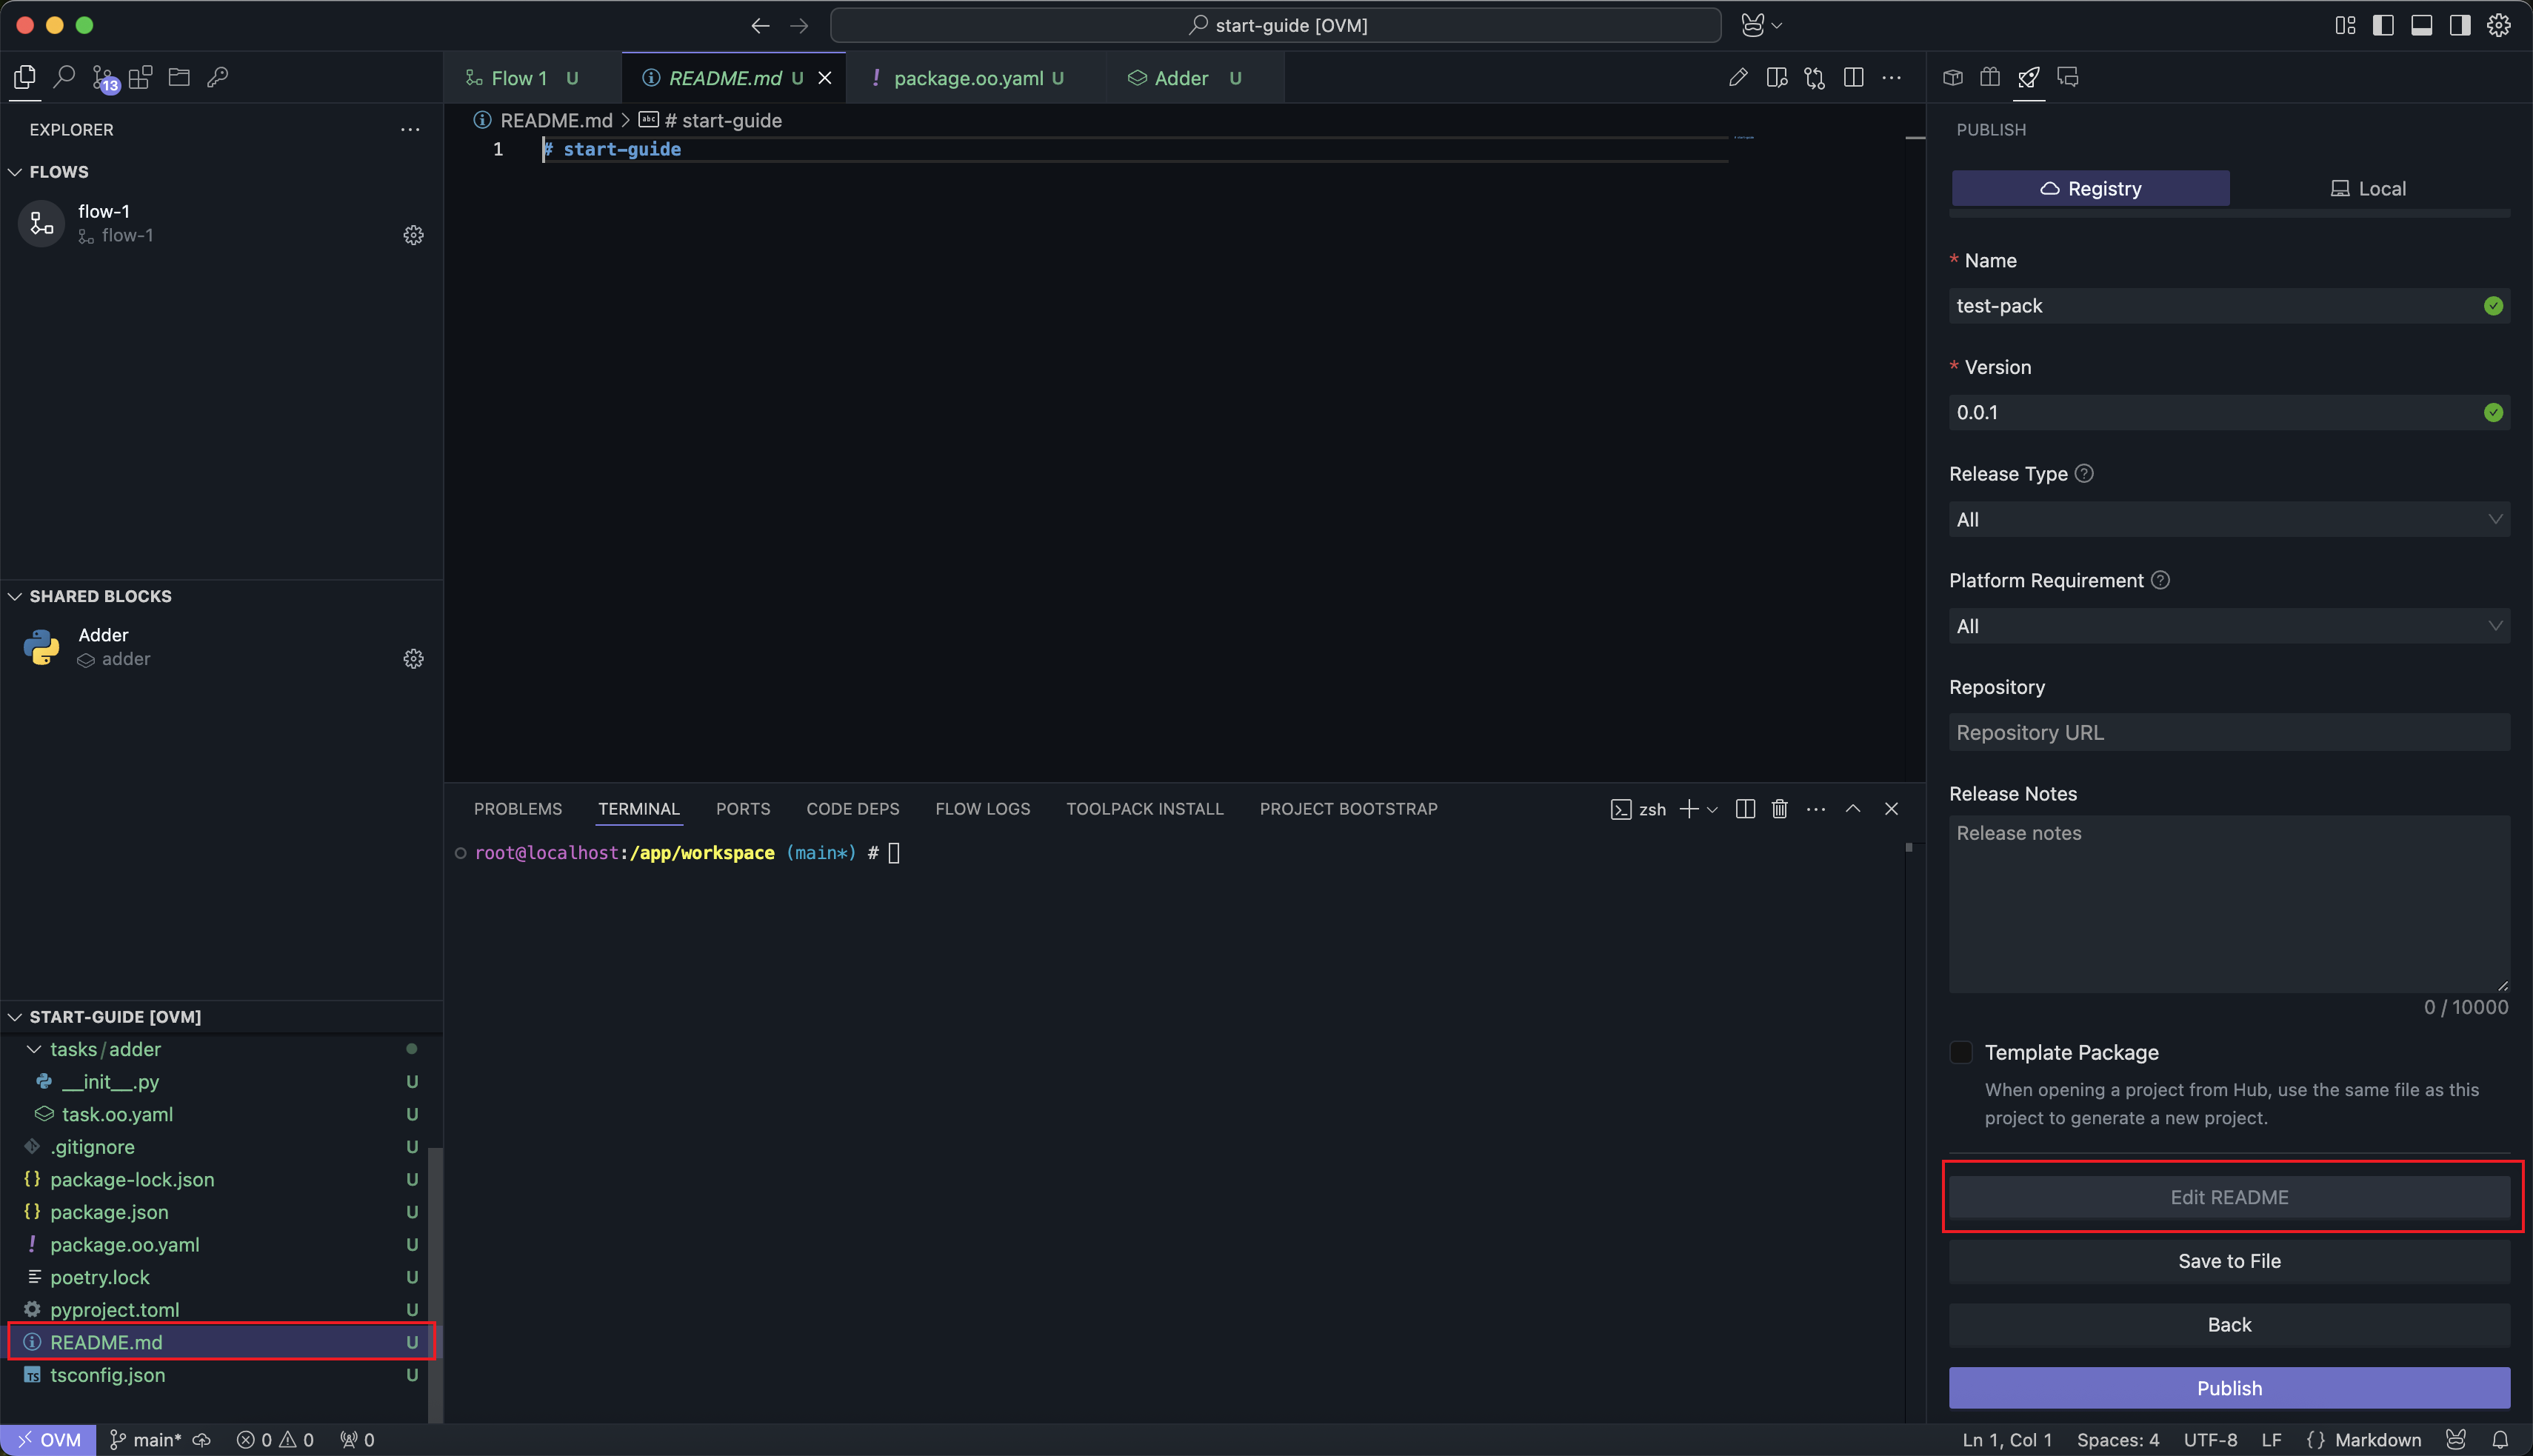 start-guide [OVM]
13
Flow 1 U
README.md U
! package.oo.yaml U
Adder U
EXPLORER
README.md > abc # start-guide
1 # start-guide
FLOWS
flow-1
flow-1
SHARED BLOCKS
Adder
adder
START-GUIDE [OVM]
tasks/adder
__init__.py U
task.oo.yaml U
.gitignore U
{} package-lock.json U
{} package.json U
! package.oo.yaml U
poetry.lock U
pyproject.toml U
README.md U
TS tsconfig.json U
PROBLEMS TERMINAL PORTS CODE DEPS FLOW LOGS TOOLPACK INSTALL PROJECT BOOTSTRAP
zsh
root@localhost:/app/workspace (main*) #
PUBLISH
Registry Local
* Name
test-pack
* Version
0.0.1
Release Type ?
All
Platform Requirement ?
All
Repository
Repository URL
Release Notes
Release notes
0 / 10000
Template Package
When opening a project from Hub, use the same file as this
project to generate a new project.
Edit README
Save to File
Back
Publish
OVM main* 0 0 0
Ln 1, Col 1 Spaces: 4 UTF-8 LF {} Markdown